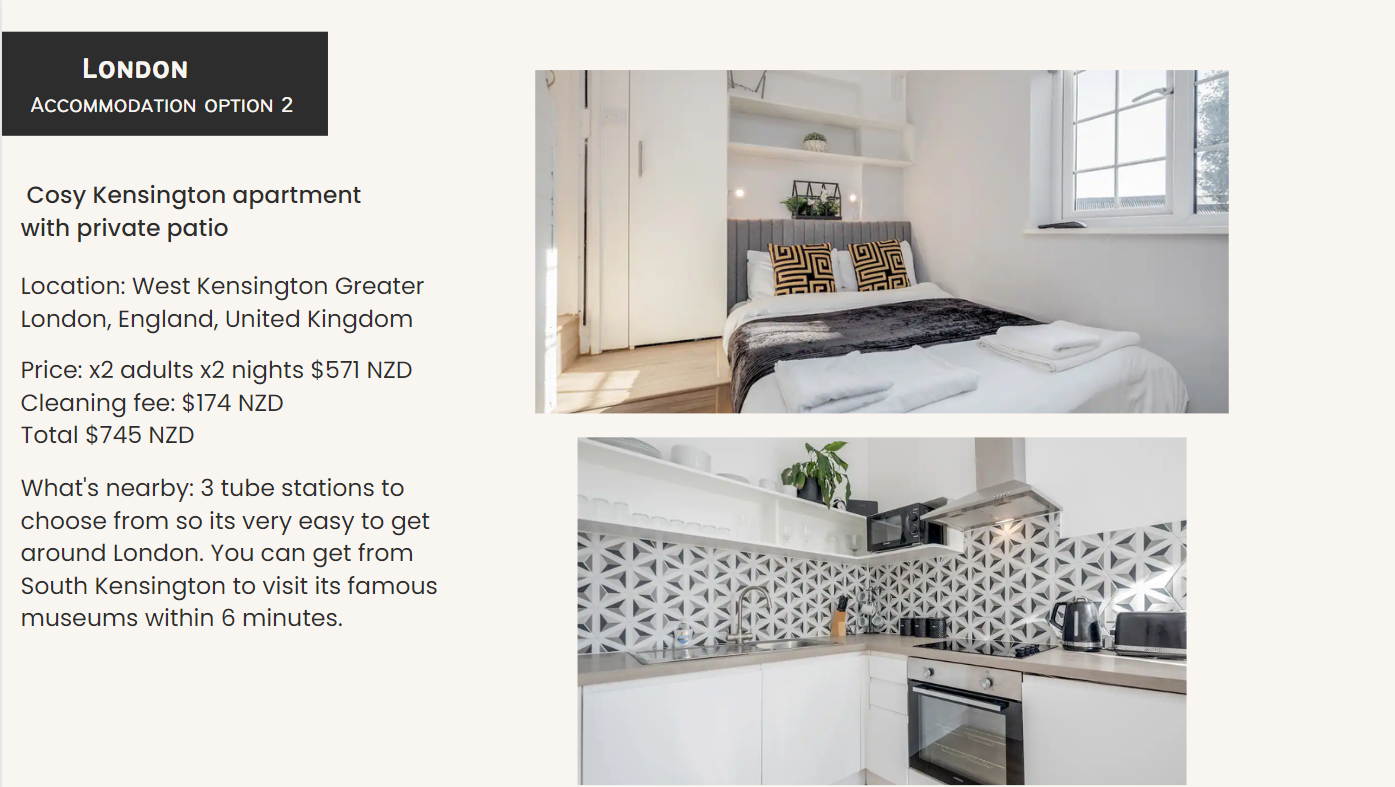 London
Accommodation option 2
Cosy Kensington apartment
with private patio
Location: West Kensington Greater
London, England, United Kingdom
Price: x2 adults x2 nights $571 NZD
Cleaning fee: $174 NZD
Total $745 NZD
What's nearby: 3 tube stations to
choose from so its very easy to get
around London. You can get from
South Kensington to visit its famous
museums within 6 minutes.